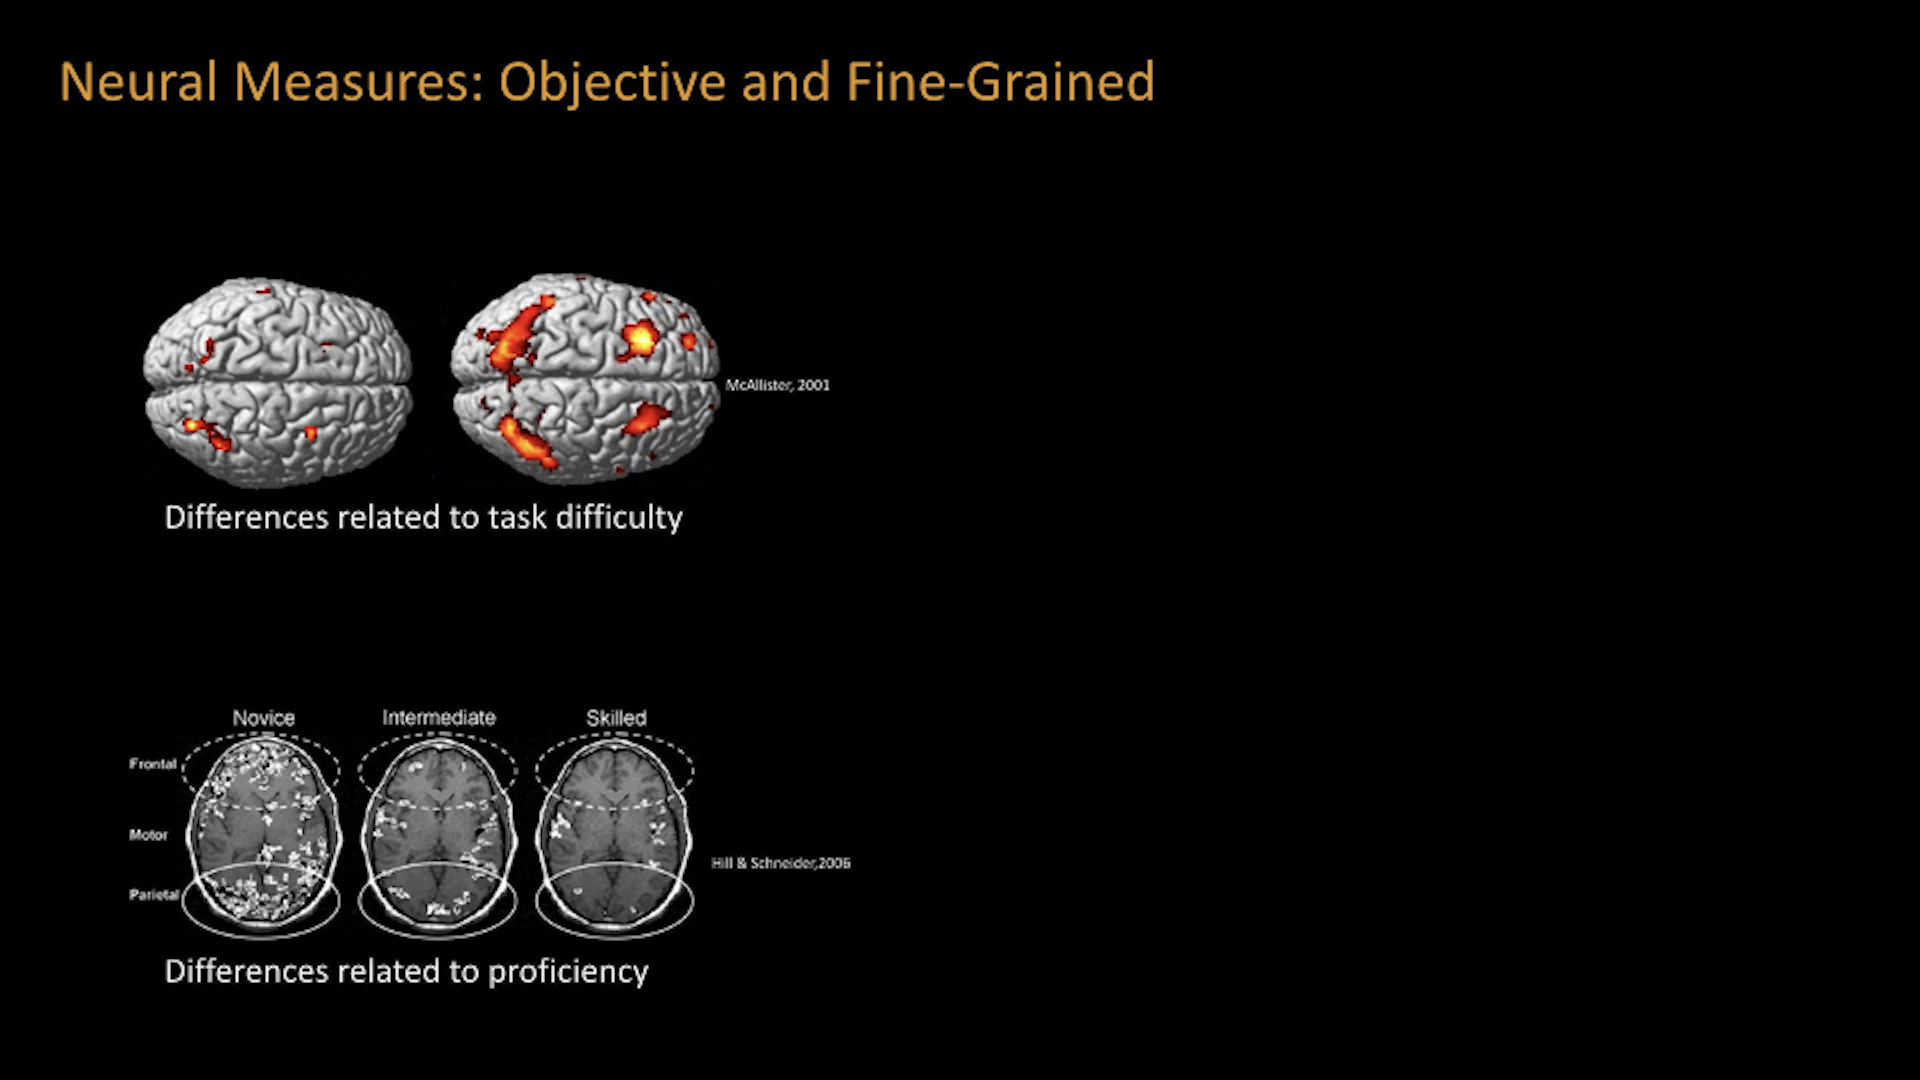 Neural Measures: Objective and Fine-Grained
McAllister, 2001
Differences related to task difficulty
Novice Intermediate Skilled
Frontal
Motor
Parietal
Hill & Schneider,2006
Differences related to proficiency